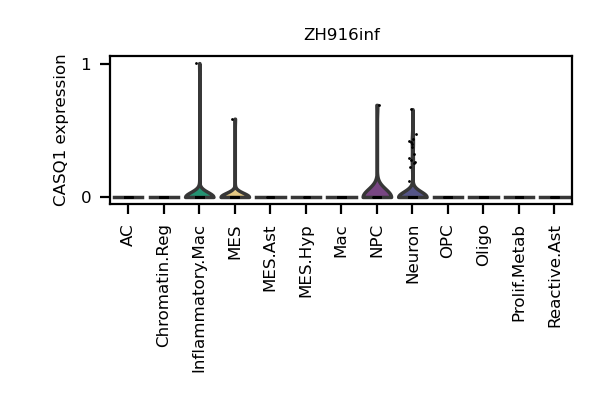 ZH916inf
CASQ1 expression
1
0
AC
Chromatin.Reg
Inflammatory.Mac
MES
MES.Ast
MES.Hyp
Mac
NPC
Neuron
OPC
Oligo
Prolif.Metab
Reactive.Ast